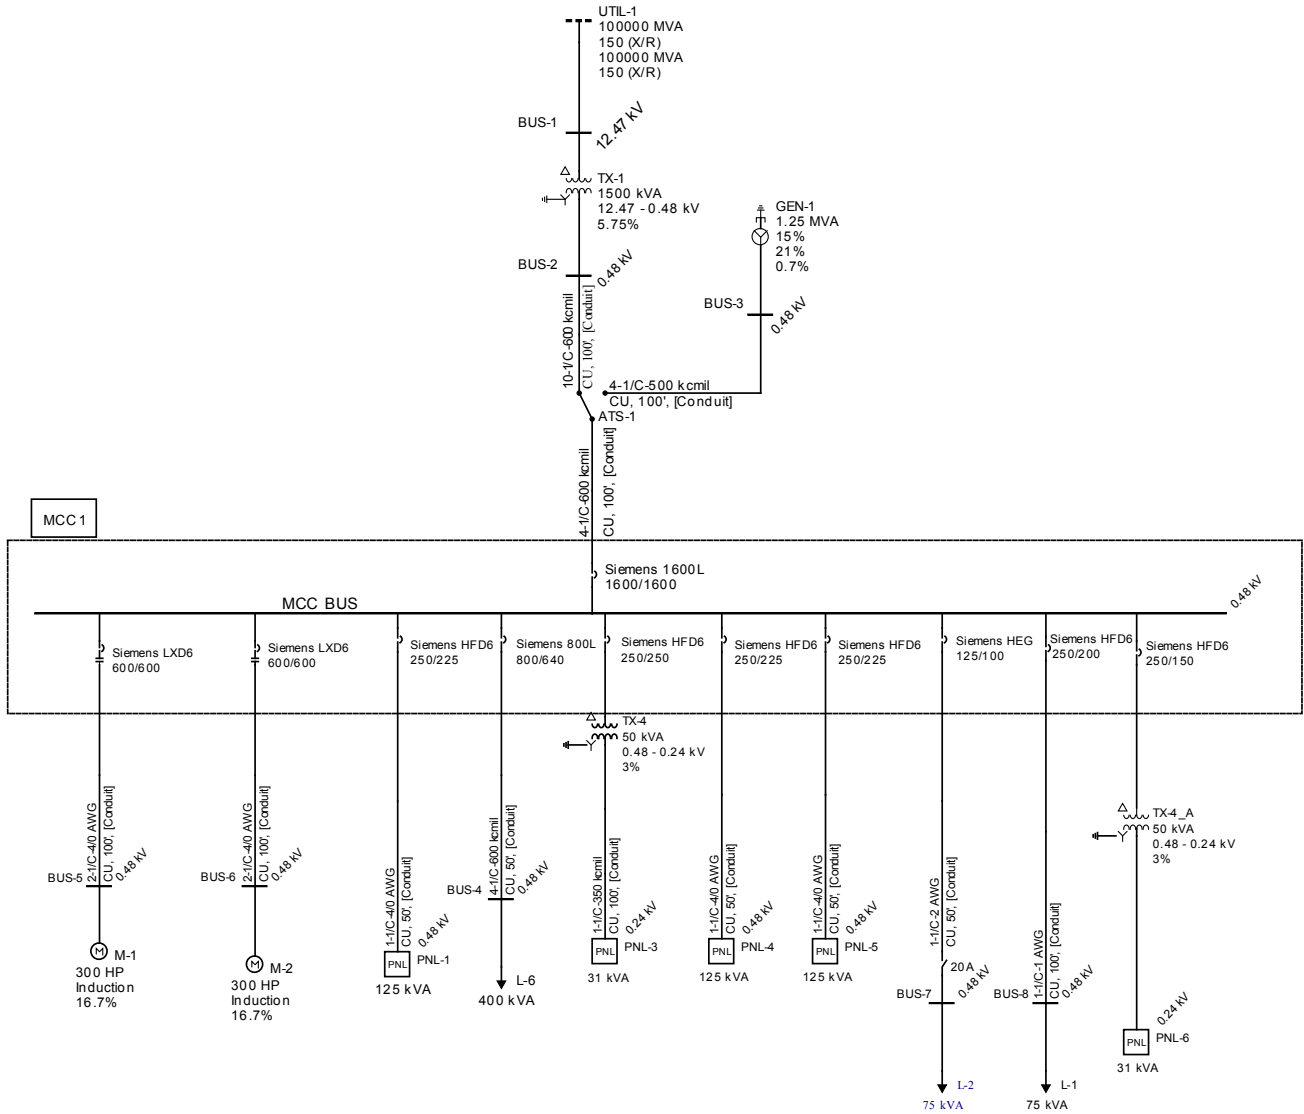 UTIL-1
100000 MVA
150 (X/R)
100000 MVA
150 (X/R)
BUS-1
12.47 kV
TX-1
1500 kVA
12.47 - 0.48 kV
5.75%
GEN-1
1.25 MVA
15%
21%
0.7%
BUS-2
0.48 kV
BUS-3
0.48 kV
10-1/C-600 kcmil
CU, 100', [Conduit]
4-1/C-500 kcmil
CU, 100', [Conduit]
ATS-1
4-1/C-600 kcmil
CU, 100', [Conduit]
MCC 1
Siemens 1600L
1600/1600
MCC BUS
0.48 kV
Siemens LXD6
600/600
Siemens LXD6
600/600
Siemens HFD6
250/225
Siemens 800L
800/640
Siemens HFD6
250/250
Siemens HFD6
250/225
Siemens HFD6
250/225
Siemens HEG
125/100
Siemens HFD6
250/200
Siemens HFD6
250/150
TX-4
50 kVA
0.48 - 0.24 kV
3%
TX-4_A
50 kVA
0.48 - 0.24 kV
3%
2-1/C-4/0 AWG
CU, 100', [Conduit]
BUS-5
0.48 kV
2-1/C-4/0 AWG
CU, 100', [Conduit]
BUS-6
0.48 kV
1-1/C-4/0 AWG
CU, 50', [Conduit]
0.48 kV
4-1/C-600 kcmil
CU, 50', [Conduit]
BUS-4
0.48 kV
1-1/C-350 kcmil
CU, 100', [Conduit]
0.24 kV
1-1/C-4/0 AWG
CU, 50', [Conduit]
0.48 kV
1-1/C-4/0 AWG
CU, 50', [Conduit]
0.48 kV
1-1/C-2 AWG
CU, 50', [Conduit]
20A
BUS-7
0.48 kV
1-1/C-1 AWG
CU, 100', [Conduit]
BUS-8
0.48 kV
M
M-1
300 HP
Induction
16.7%
M
M-2
300 HP
Induction
16.7%
PNL
PNL-1
125 kVA
L-6
400 kVA
PNL
PNL-3
31 kVA
PNL
PNL-4
125 kVA
PNL
PNL-5
125 kVA
0.24 kV
PNL
PNL-6
31 kVA
L-2
75 kVA
L-1
75 kVA